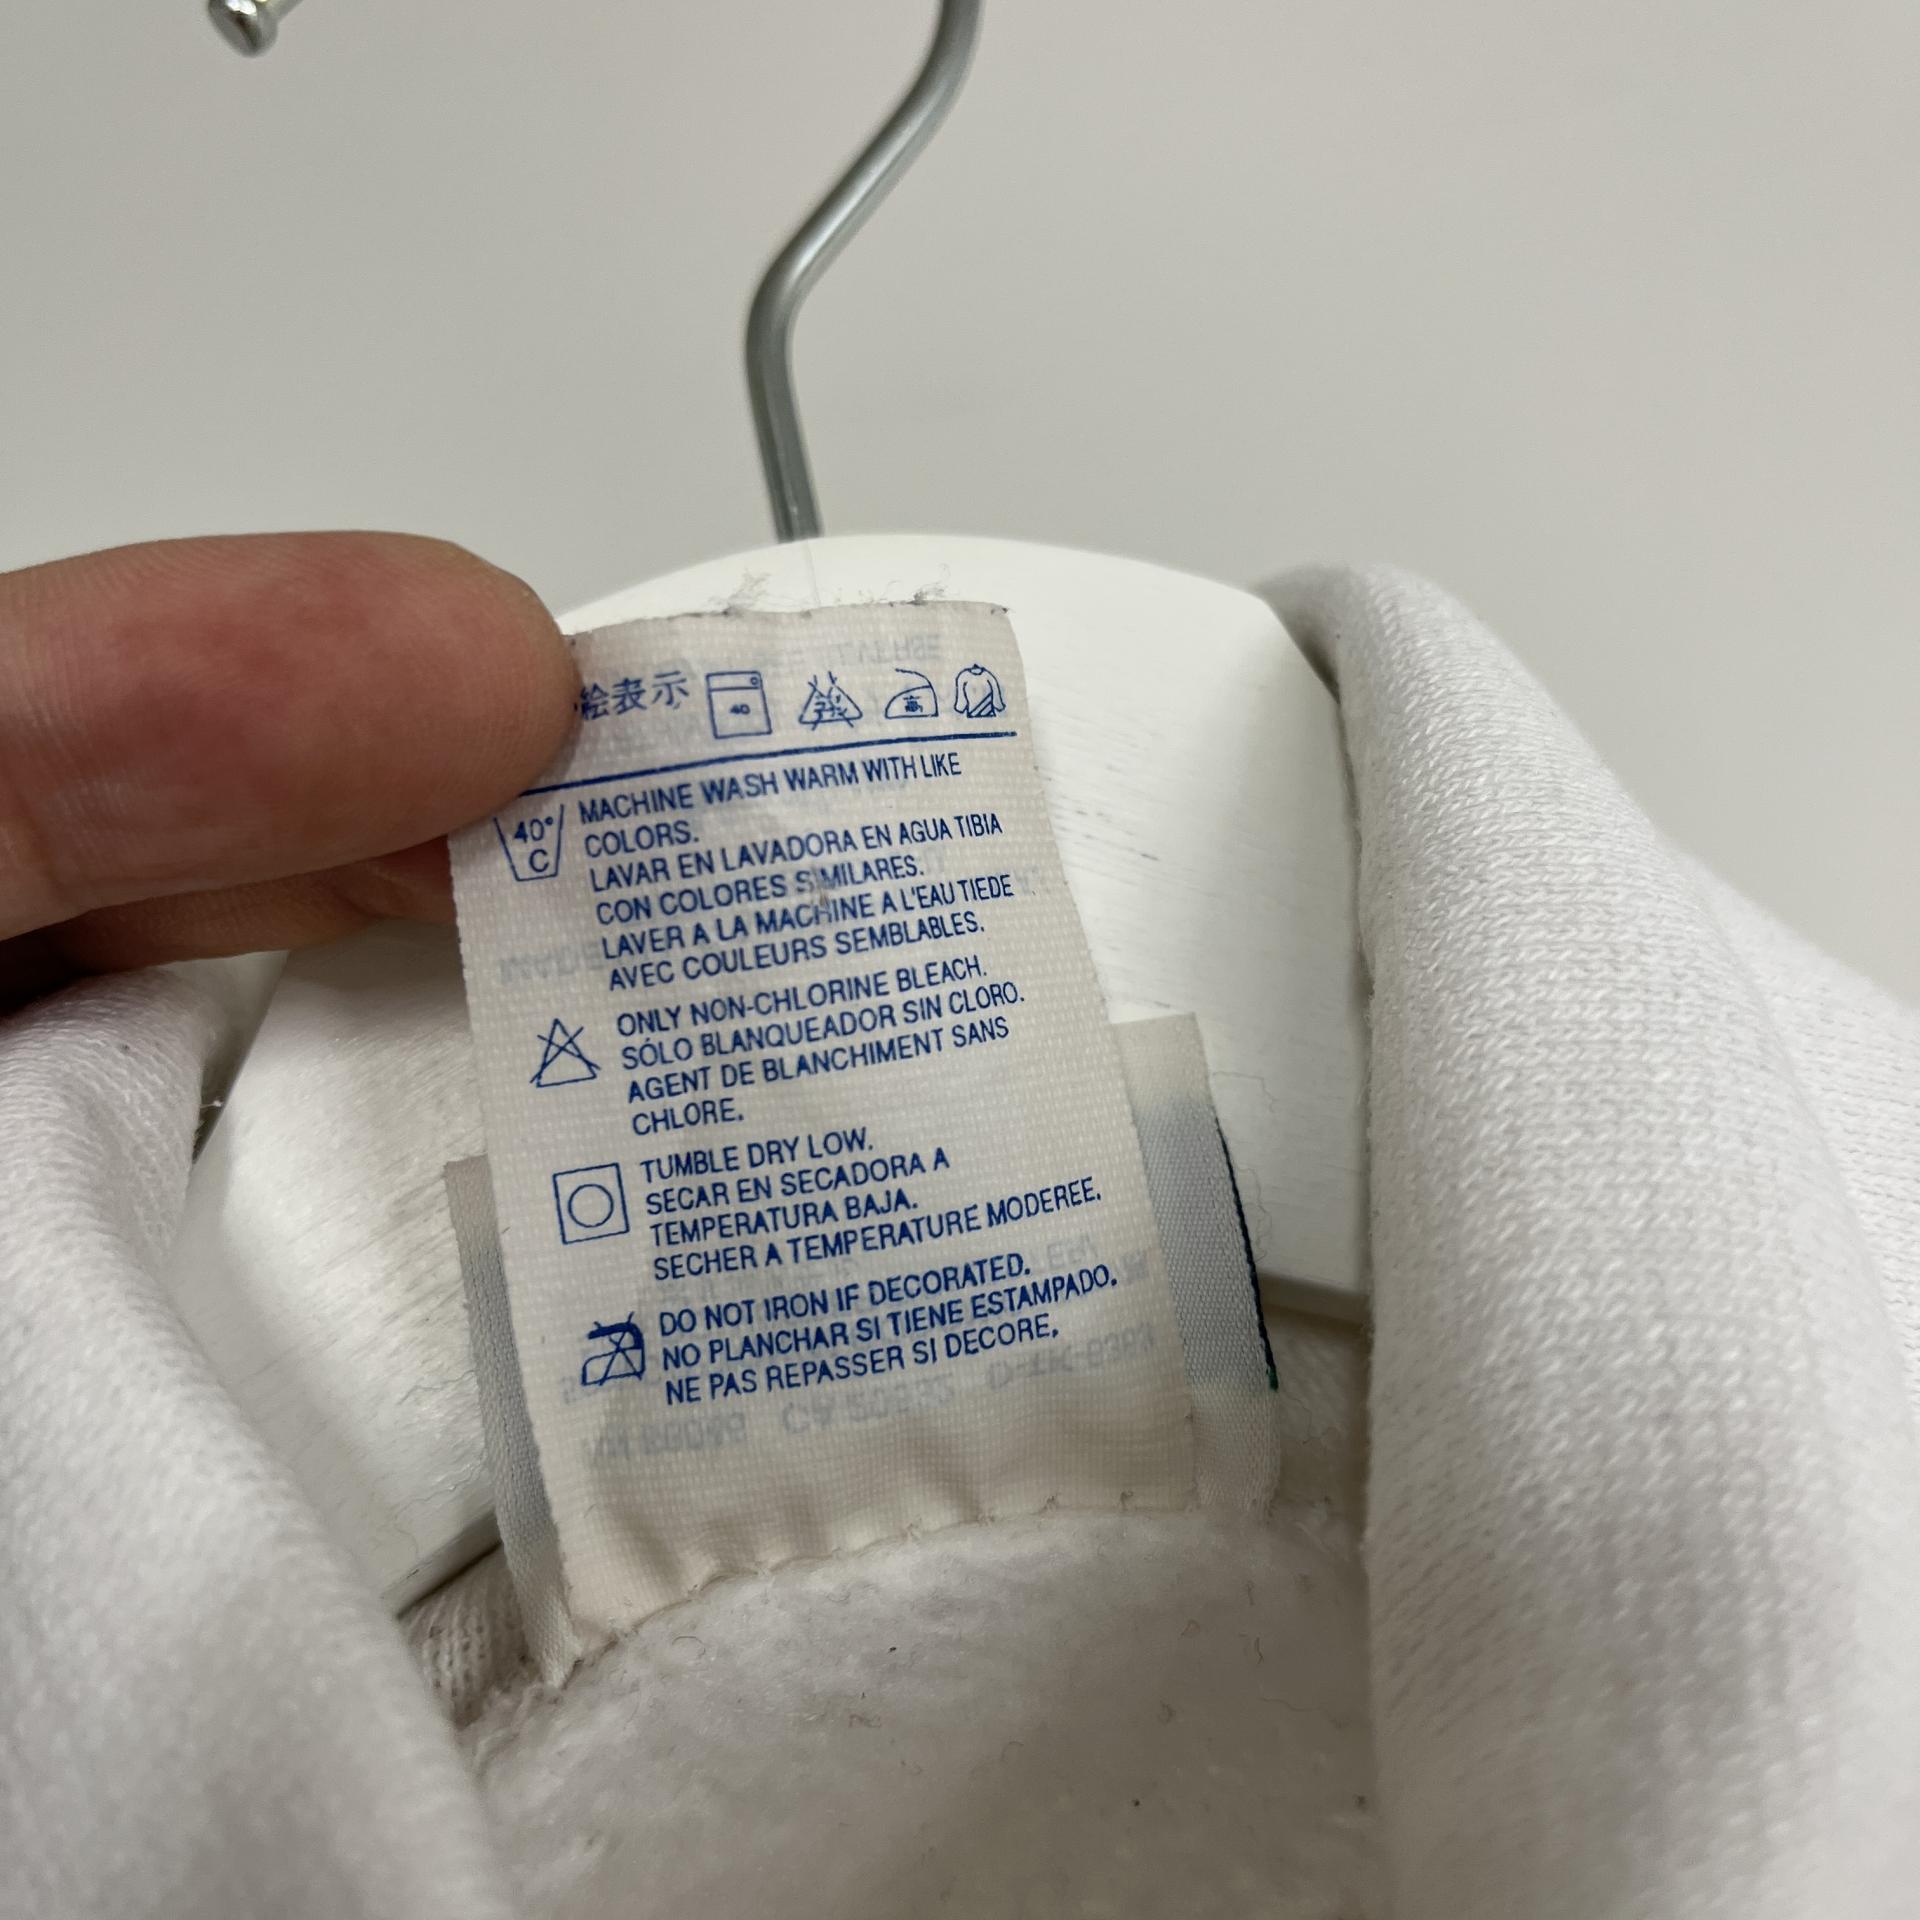 絵表示 40
MACHINE WASH WARM WITH LIKE
40°
C
COLORS.
LAVAR EN LAVADORA EN AGUA TIBIA
CON COLORES SIMILARES.
LAVER A LA MACHINE A L'EAU TIEDE
AVEC COULEURS SEMBLABLES.
ONLY NON-CHLORINE BLEACH.
SÓLO BLANQUEADOR SIN CLORO.
AGENT DE BLANCHIMENT SANS
CHLORE.
TUMBLE DRY LOW.
SECAR EN SECADORA A
TEMPERATURA BAJA.
SECHER A TEMPERATURE MODEREE.
DO NOT IRON IF DECORATED.
NO PLANCHAR SI TIENE ESTAMPADO.
NE PAS REPASSER SI DECORE.